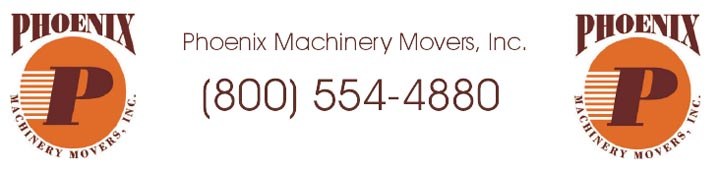 PHOENIX
P
MACHINERY MOVERS, INC.
Phoenix Machinery Movers, Inc.
(800) 554-4880
PHOENIX
P
MACHINERY MOVERS, INC.